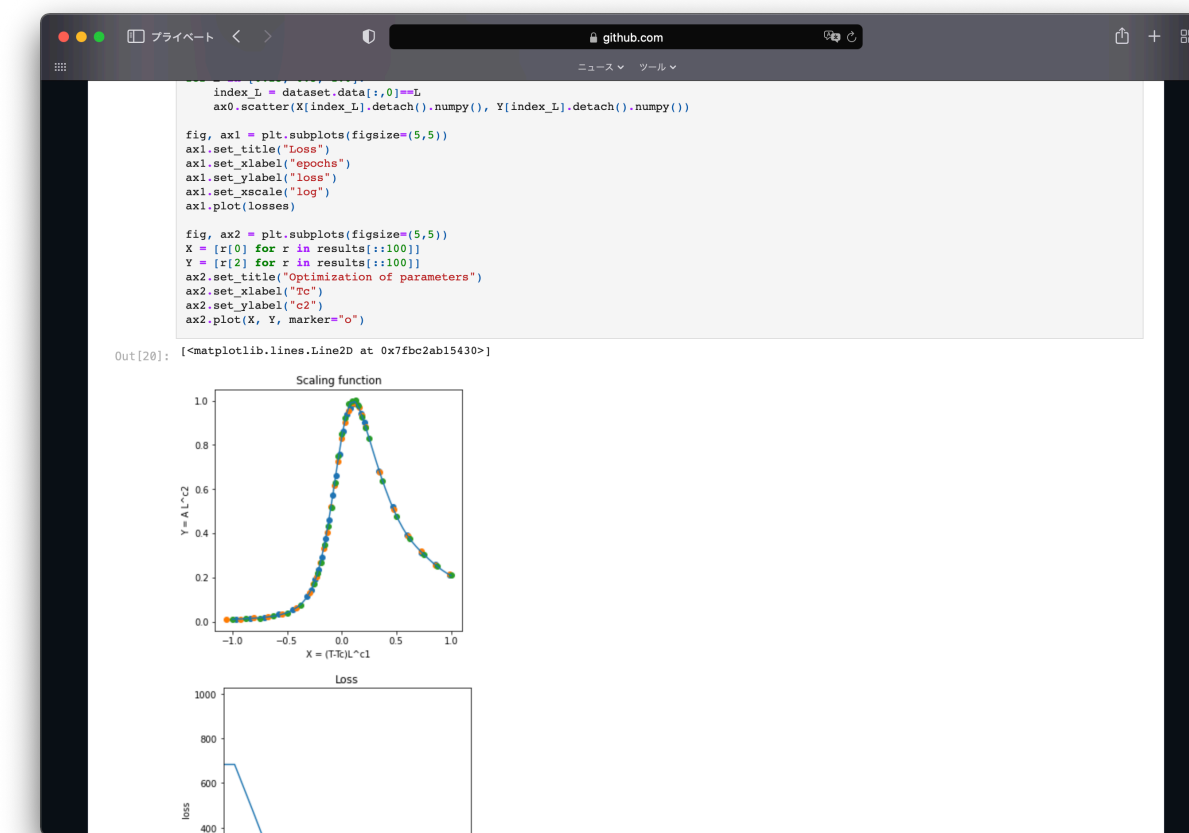 プライベート
github.com
ニュース ツール
index_L = dataset.data[:,0]==L
ax0.scatter(X[index_L].detach().numpy(), Y[index_L].detach().numpy())
fig, ax1 = plt.subplots(figsize=(5,5))
ax1.set_title("Loss")
ax1.set_xlabel("epochs")
ax1.set_ylabel("loss")
ax1.set_xscale("log")
ax1.plot(losses)
fig, ax2 = plt.subplots(figsize=(5,5))
X = [r[0] for r in results[::100]]
Y = [r[2] for r in results[::100]]
ax2.set_title("Optimization of parameters")
ax2.set_xlabel("Tc")
ax2.set_ylabel("c2")
ax2.plot(X, Y, marker="o")
Out[20]: [<matplotlib.lines.Line2D at 0x7fbc2ab15430>]
Scaling function
1.0
0.8
0.6
0.4
0.2
0.0
Y = A L^c2
−1.0 −0.5 0.0 0.5 1.0
X = (T-Tc)L^c1
Loss
1000
800
600
400
loss